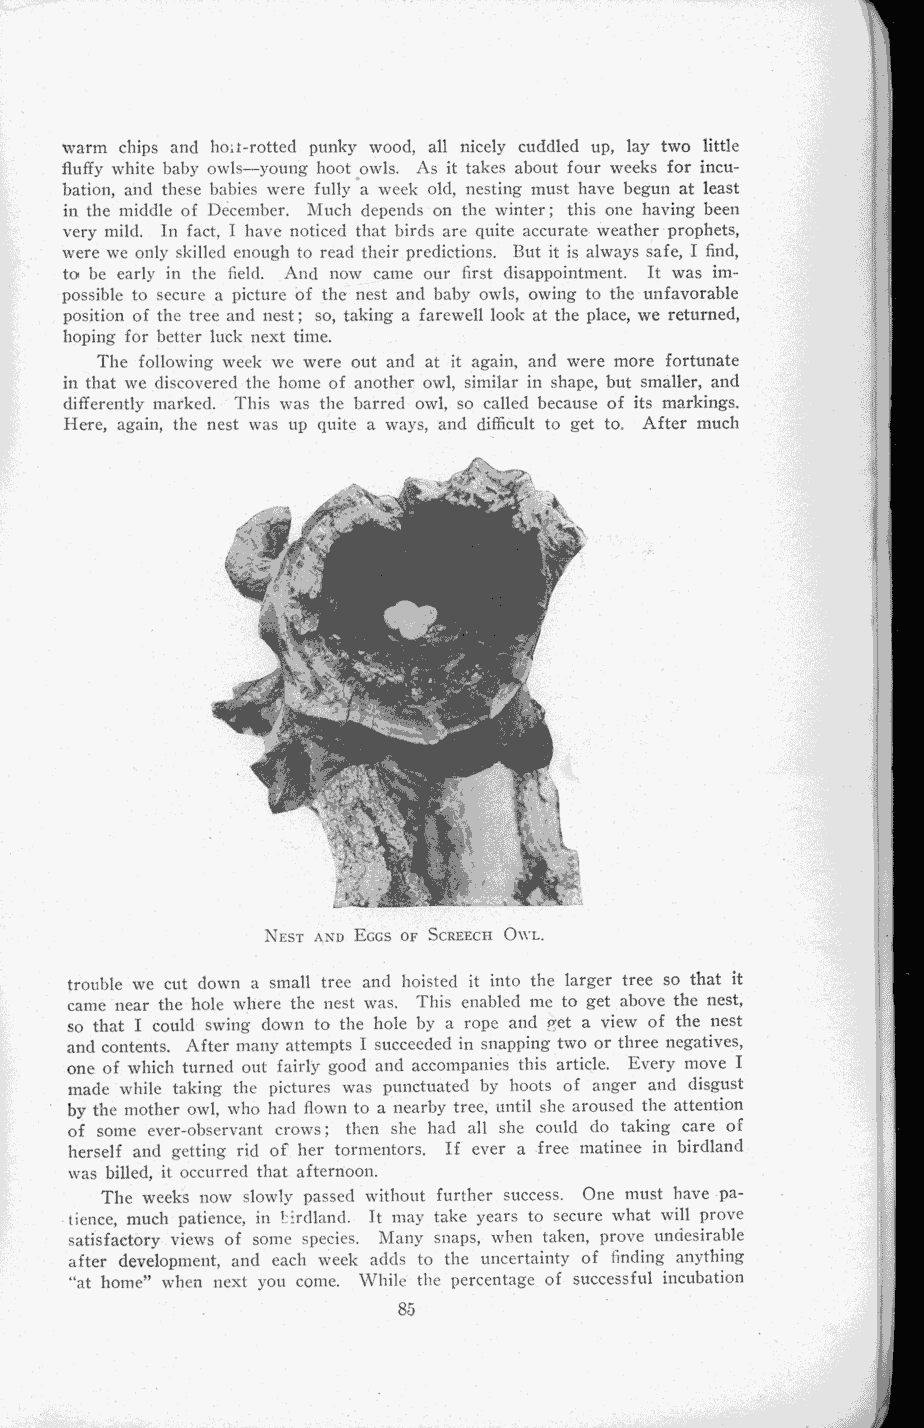 warm chips and half-rotted punky wood, all nicely cuddled up, lay two little
fluffy white baby owls—young hoot owls. As it takes about four weeks for incu-
bation, and these babies were fully a week old, nesting must have begun at least
in the middle of December. Much depends on the winter; this one having been
very mild. In fact, I have noticed that birds are quite accurate weather prophets,
were we only skilled enough to read their predictions. But it is always safe, I find,
to be early in the field. And now came our first disappointment. It was im-
possible to secure a picture of the nest and baby owls, owing to the unfavorable
position of the tree and nest; so, taking a farewell look at the place, we returned,
hoping for better luck next time.
The following week we were out and at it again, and were more fortunate
in that we discovered the home of another owl, similar in shape, but smaller, and
differently marked. This was the barred owl, so called because of its markings.
Here, again, the nest was up quite a ways, and difficult to get to. After much
NEST AND EGGS OF SCREECH OWL.
trouble we cut down a small tree and hoisted it into the larger tree so that it
came near the hole where the nest was. This enabled me to get above the nest,
so that I could swing down to the hole by a rope and get a view of the nest
and contents. After many attempts I succeeded in snapping two or three negatives,
one of which turned out fairly good and accompanies this article. Every move I
made while taking the pictures was punctuated by hoots of anger and disgust
by the mother owl, who had flown to a nearby tree, until she aroused the attention
of some ever-observant crows; then she had all she could do taking care of
herself and getting rid of her tormentors. If ever a free matinee in birdland
was billed, it occurred that afternoon.
The weeks now slowly passed without further success. One must have pa-
tience, much patience, in birdland. It may take years to secure what will prove
satisfactory views of some species. Many snaps, when taken, prove undesirable
after development, and each week adds to the uncertainty of finding anything
"at home" when next you come. While the percentage of successful incubation
85